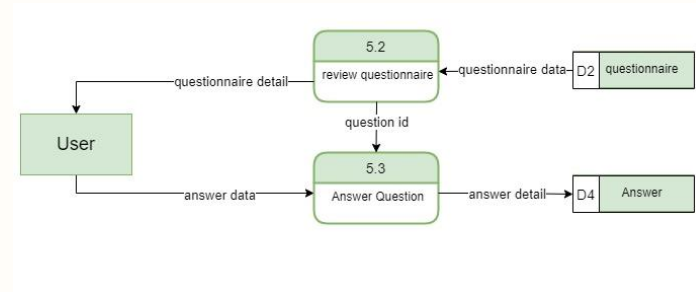 5.2
review questionnaire
questionnaire data
D2
questionnaire
questionnaire detail
question id
User
5.3
Answer Question
answer data
answer detail
D4
Answer